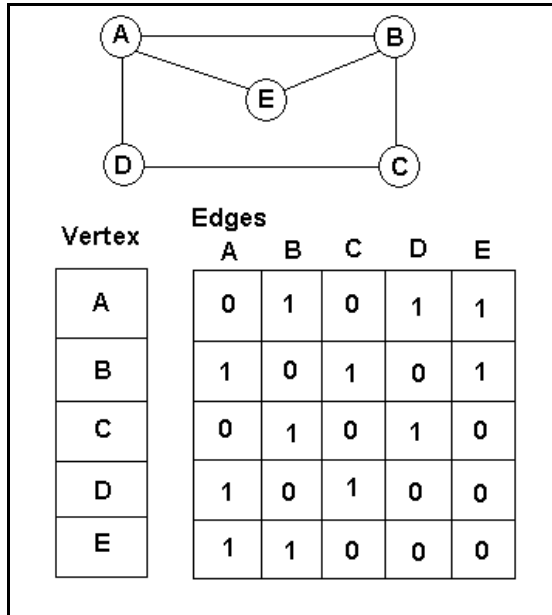 A B
E
D C
Edges
Vertex
A B C D E
A 0 1 0 1 1
B 1 0 1 0 1
C 0 1 0 1 0
D 1 0 1 0 0
E 1 1 0 0 0